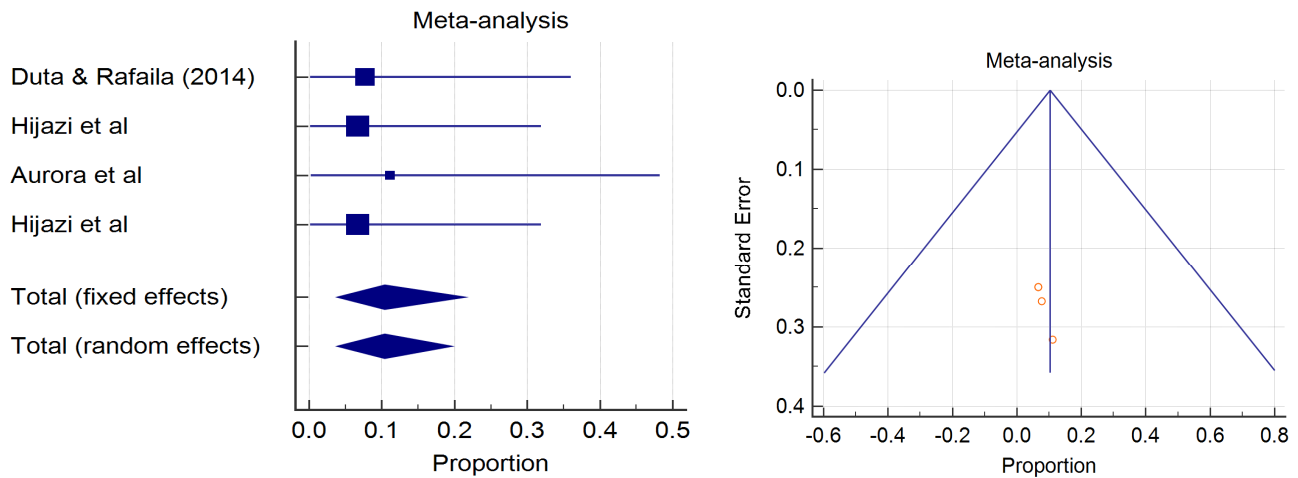 Meta-analysis
Duta & Rafaila (2014)
Hijazi et al
Aurora et al
Hijazi et al
Total (fixed effects)
Total (random effects)
0.0 0.1 0.2 0.3 0.4 0.5
Proportion
Meta-analysis
Standard Error
0.0
0.1
0.2
0.3
0.4
-0.6 -0.4 -0.2 0.0 0.2 0.4 0.6 0.8
Proportion